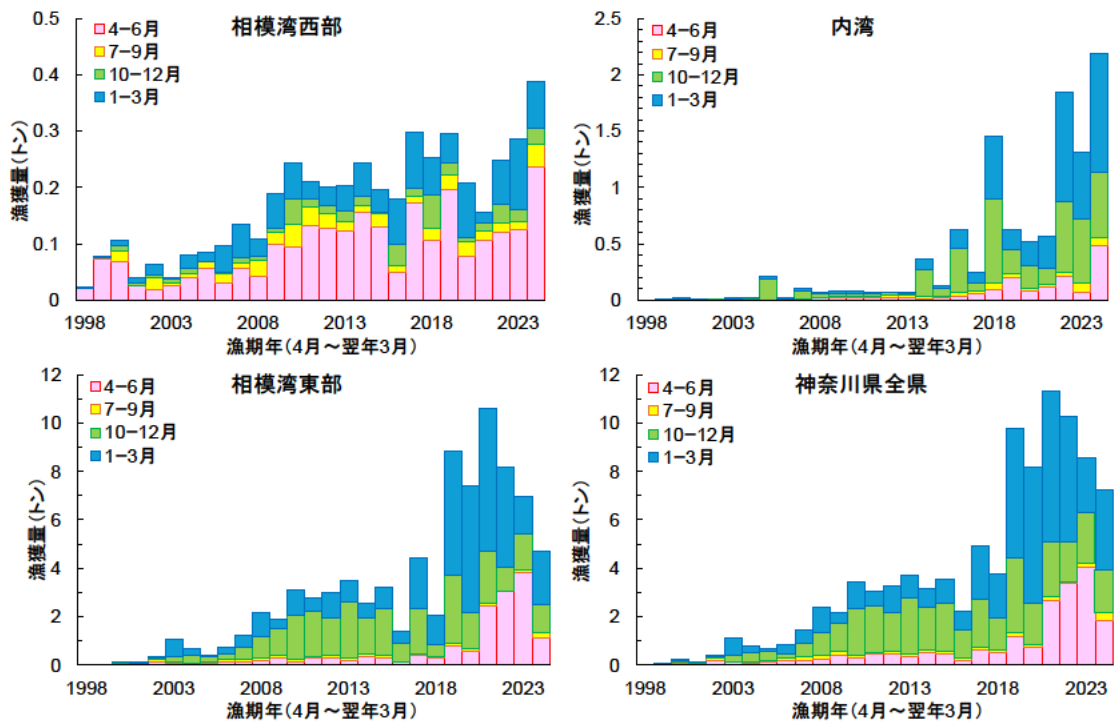 相模湾西部
0.5
0.4
0.3
0.2
0.1
0
漁獲量(トン)
4-6月
7-9月
10-12月
1-3月
1998 2003 2008 2013 2018 2023
漁期年(4月~翌年3月)
内湾
2.5
2
1.5
1
0.5
0
漁獲量(トン)
4-6月
7-9月
10-12月
1-3月
1998 2003 2008 2013 2018 2023
漁期年(4月~翌年3月)
相模湾東部
12
10
8
6
4
2
0
漁獲量(トン)
4-6月
7-9月
10-12月
1-3月
1998 2003 2008 2013 2018 2023
漁期年(4月~翌年3月)
神奈川県全県
12
10
8
6
4
2
0
漁獲量(トン)
4-6月
7-9月
10-12月
1-3月
1998 2003 2008 2013 2018 2023
漁期年(4月~翌年3月)